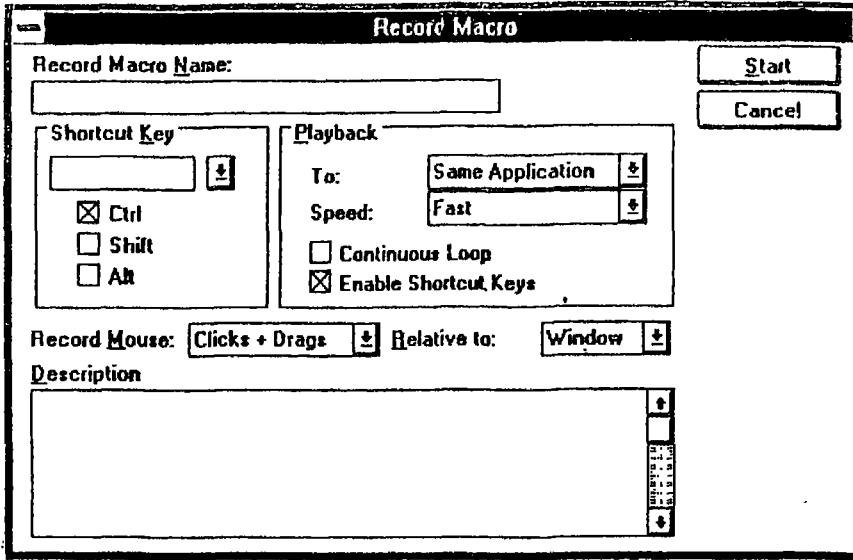 Record Macro
Record Macro Name:
Start
Cancel
Shortcut Key
Ctrl
Shift
Alt
Playback
To: Same Application
Speed: Fast
Continuous Loop
Enable Shortcut Keys
Record Mouse: Clicks + Drags Relative to: Window
Description